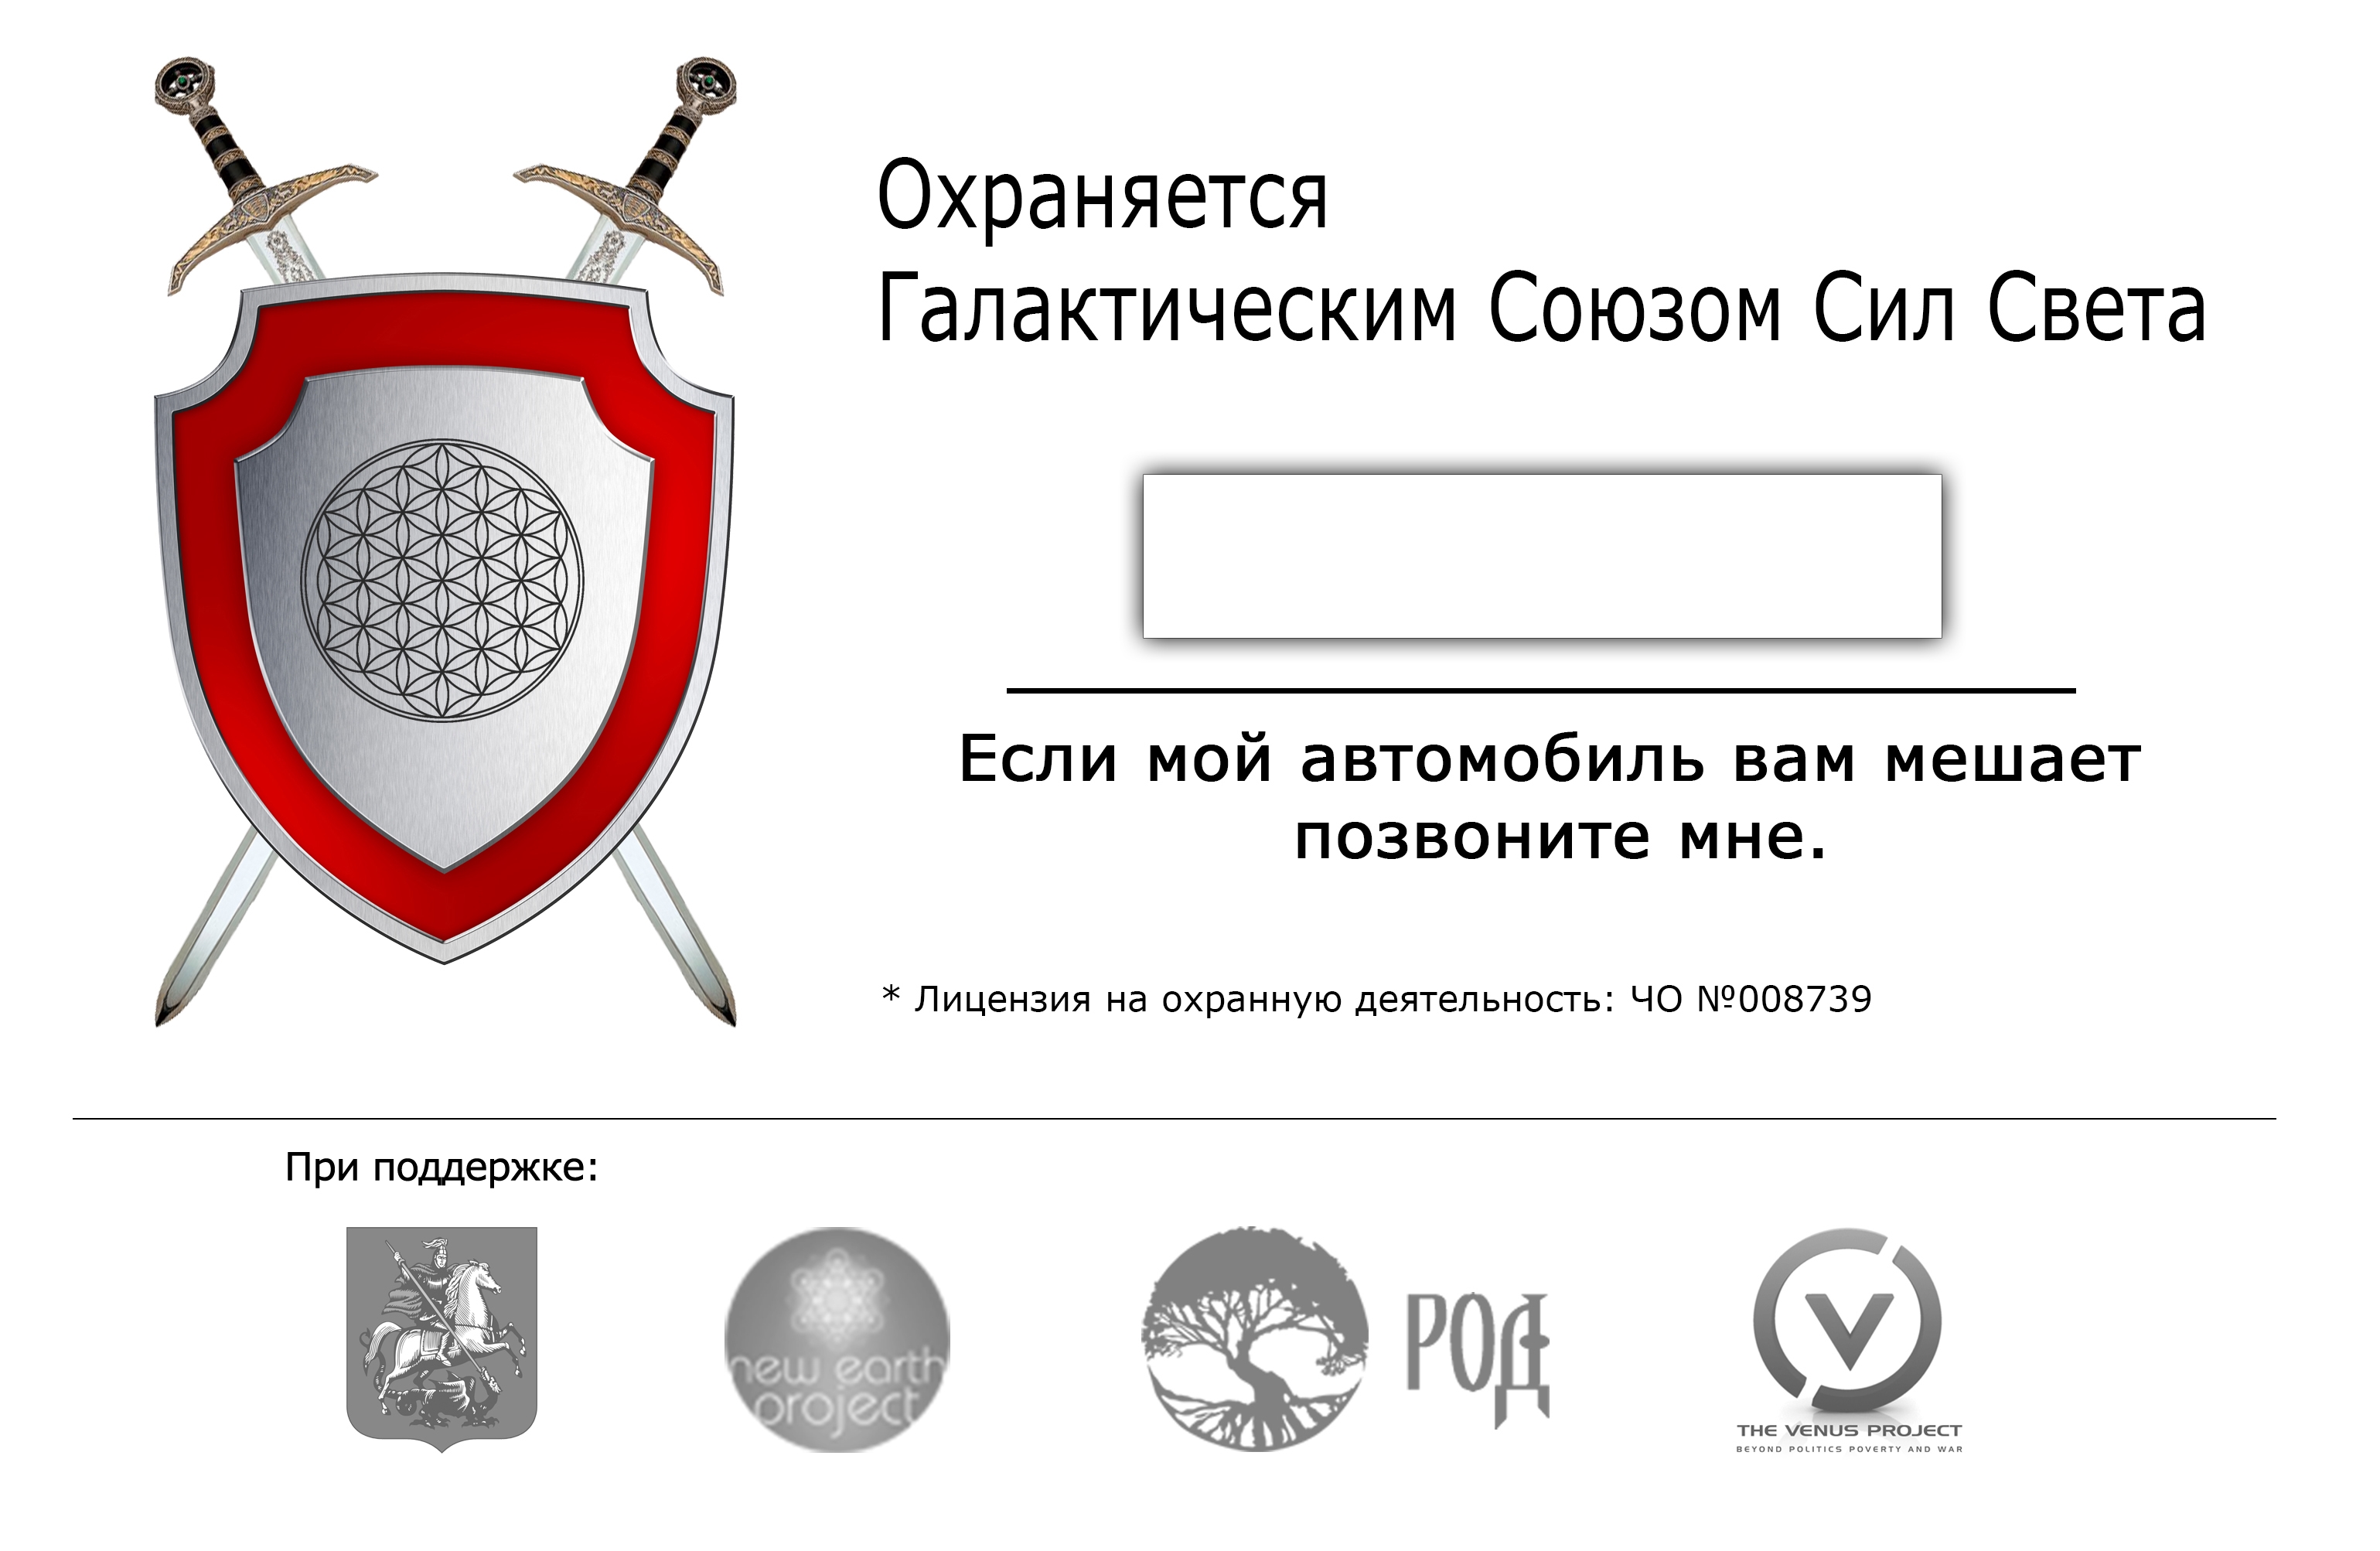 Охраняется
Галактическим Союзом Сил Света
Если мой автомобиль вам мешает
позвоните мне.
* Лицензия на охранную деятельность: ЧО №008739
При поддержке:
new earth
project
РОД
V
THE VENUS PROJECT
BEYOND POLITICS POVERTY AND WAR